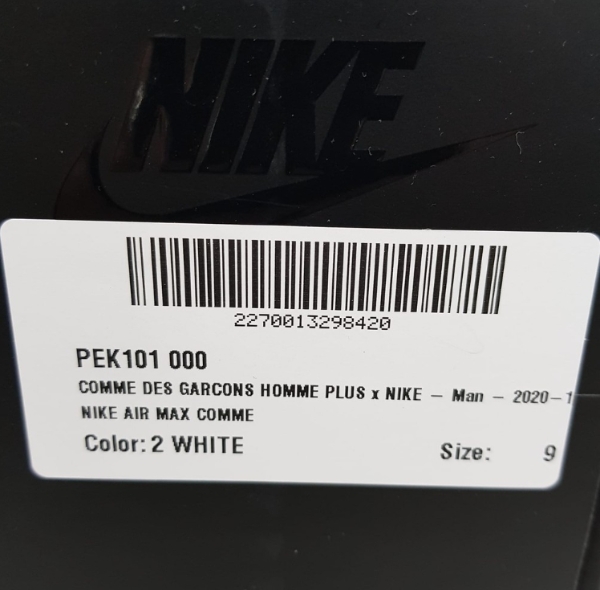 NIKE
2270013298420
PEK101 000
COMME DES GARCONS HOMME PLUS x NIKE – Man – 2020-1
NIKE AIR MAX COMME
Color: 2 WHITE
Size: 9